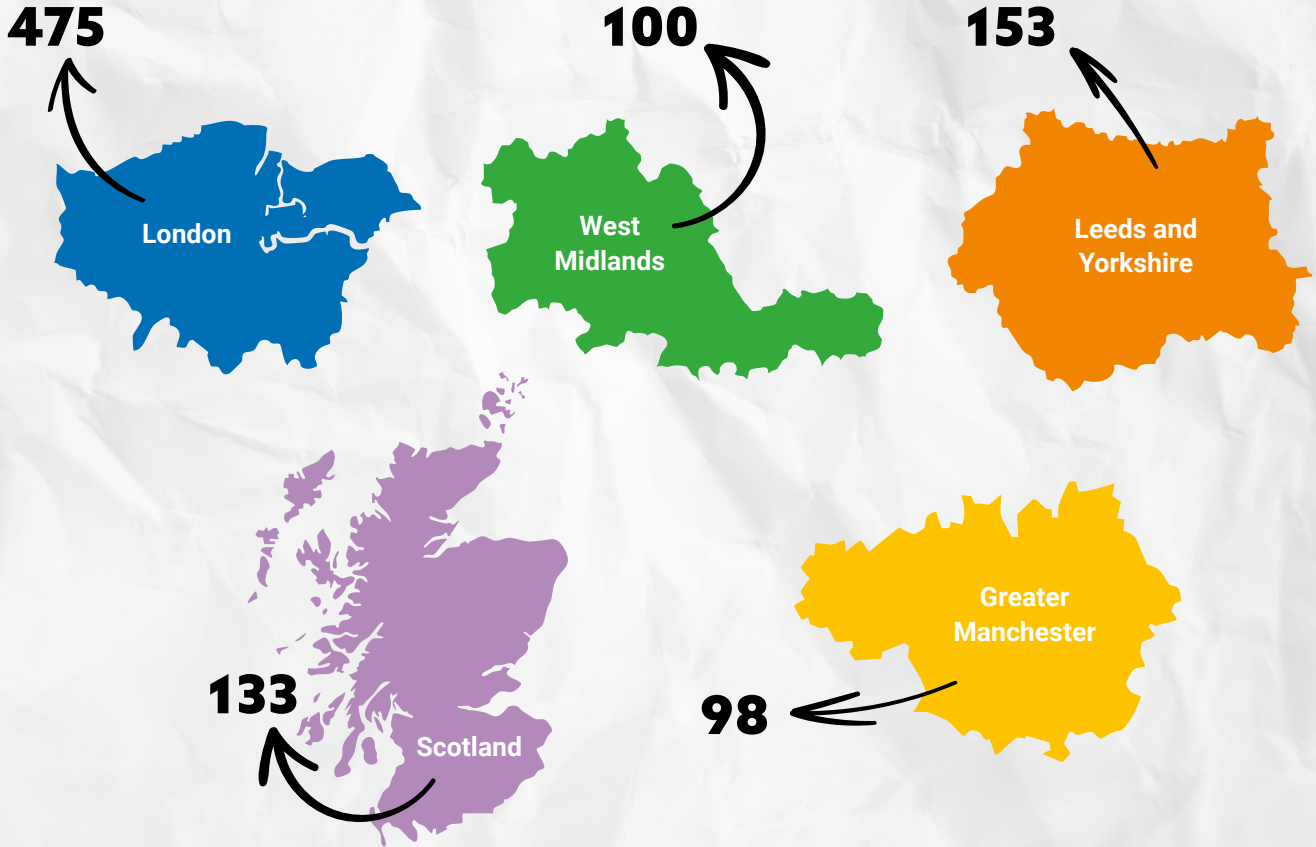 475
100
153
London
West
Midlands
Leeds and
Yorkshire
133
Scotland
Greater
Manchester
98